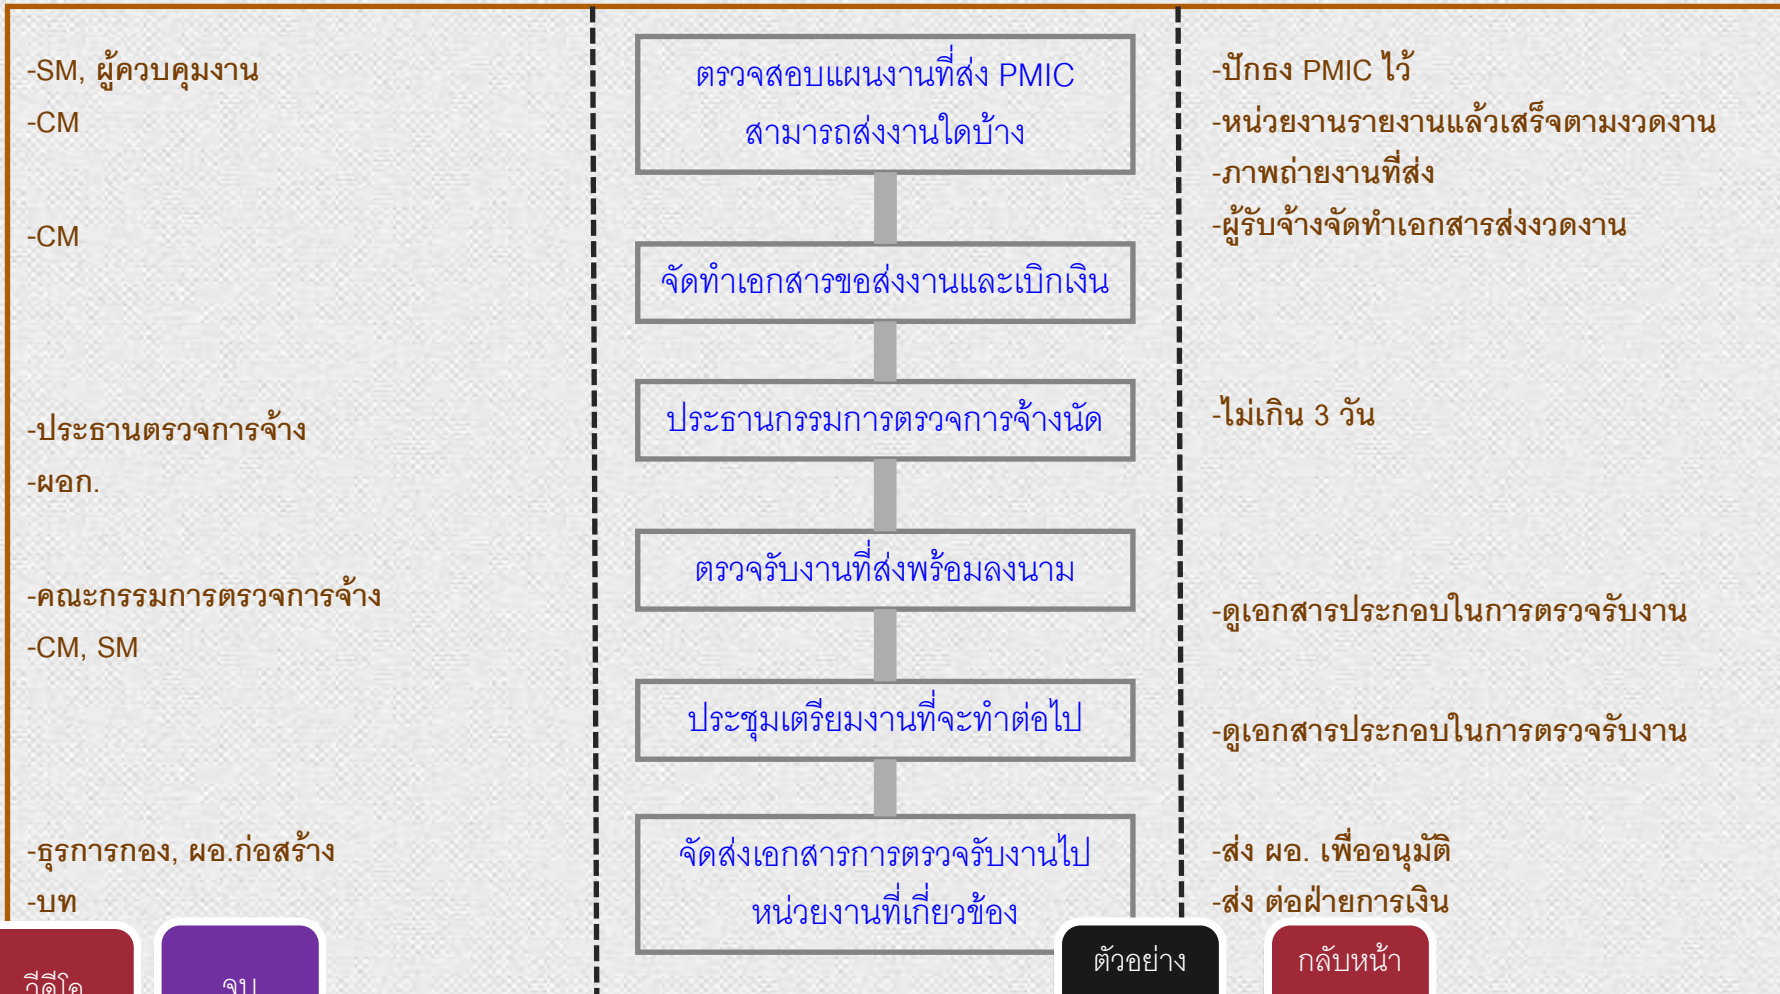 -SM, ผู้ควบคุมงาน
-CM
-CM
-ประธานตรวจการจ้าง
-ผอก.
-คณะกรรมการตรวจการจ้าง
-CM, SM
-ธุรการกอง, ผอ.ก่อสร้าง
-บท
ตรวจสอบแผนงานที่ส่ง PMIC
สามารถส่งงานใดบ้าง
จัดทำเอกสารขอส่งงานและเบิกเงิน
ประธานกรรมการตรวจการจ้างนัด
ตรวจรับงานที่ส่งพร้อมลงนาม
ประชุมเตรียมงานที่จะทำต่อไป
จัดส่งเอกสารการตรวจรับงานไป
หน่วยงานที่เกี่ยวข้อง
-ปักธง PMIC ไว้
-หน่วยงานรายงานแล้วเสร็จตามงวดงาน
-ภาพถ่ายงานที่ส่ง
-ผู้รับจ้างจัดทำเอกสารส่งงวดงาน
-ไม่เกิน 3 วัน
-ดูเอกสารประกอบในการตรวจรับงาน
-ดูเอกสารประกอบในการตรวจรับงาน
-ส่ง ผอ. เพื่ออนุมัติ
-ส่ง ต่อฝ่ายการเงิน
วีดีโอ
จบ
ตัวอย่าง
กลับหน้า